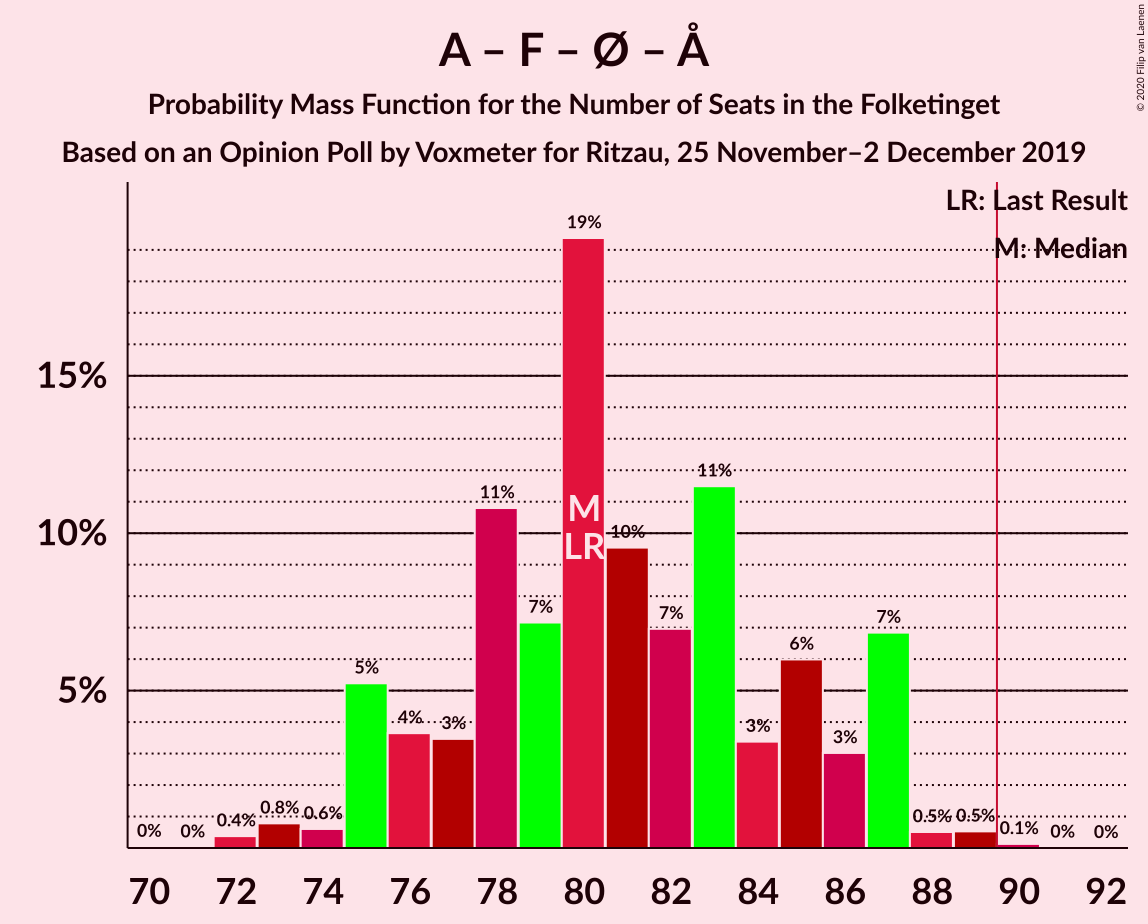 A – F – Ø – Å
Probability Mass Function for the Number of Seats in the Folketinget
Based on an Opinion Poll by Voxmeter for Ritzau, 25 November–2 December 2019
© 2020 Filip van Laenen
LR: Last Result
M: Median
15%
10%
5%
0%
0%
0.4%
0.8%
0.6%
5%
4%
3%
11%
7%
19%
M
LR
10%
7%
11%
3%
6%
3%
7%
0.5%
0.5%
0.1%
0%
0%
70 72 74 76 78 80 82 84 86 88 90 92